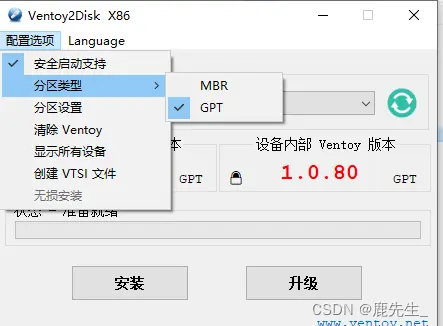 Ventoy2Disk X86
配置选项 Language
安全启动支持
分区类型
MBR
分区设置
GPT
清除 Ventoy
显示所有设备
创建 VTSI 文件
无损安装
本
设备内部 Ventoy 版本
GPT
1.0.80
GPT
状态 - 准备就绪
安装
升级
CSDN @鹿先生_
www.ventoy.net